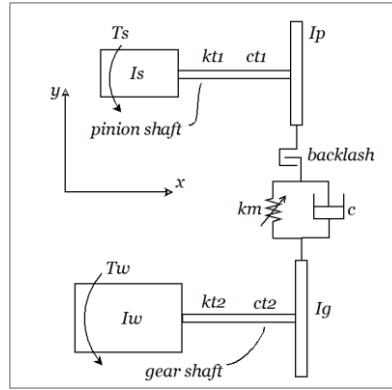 Ts
kt1 ct1
Ip
Is
y
pinion shaft
backlash
x
km
c
Tw
kt2 ct2
Iw
Ig
gear shaft